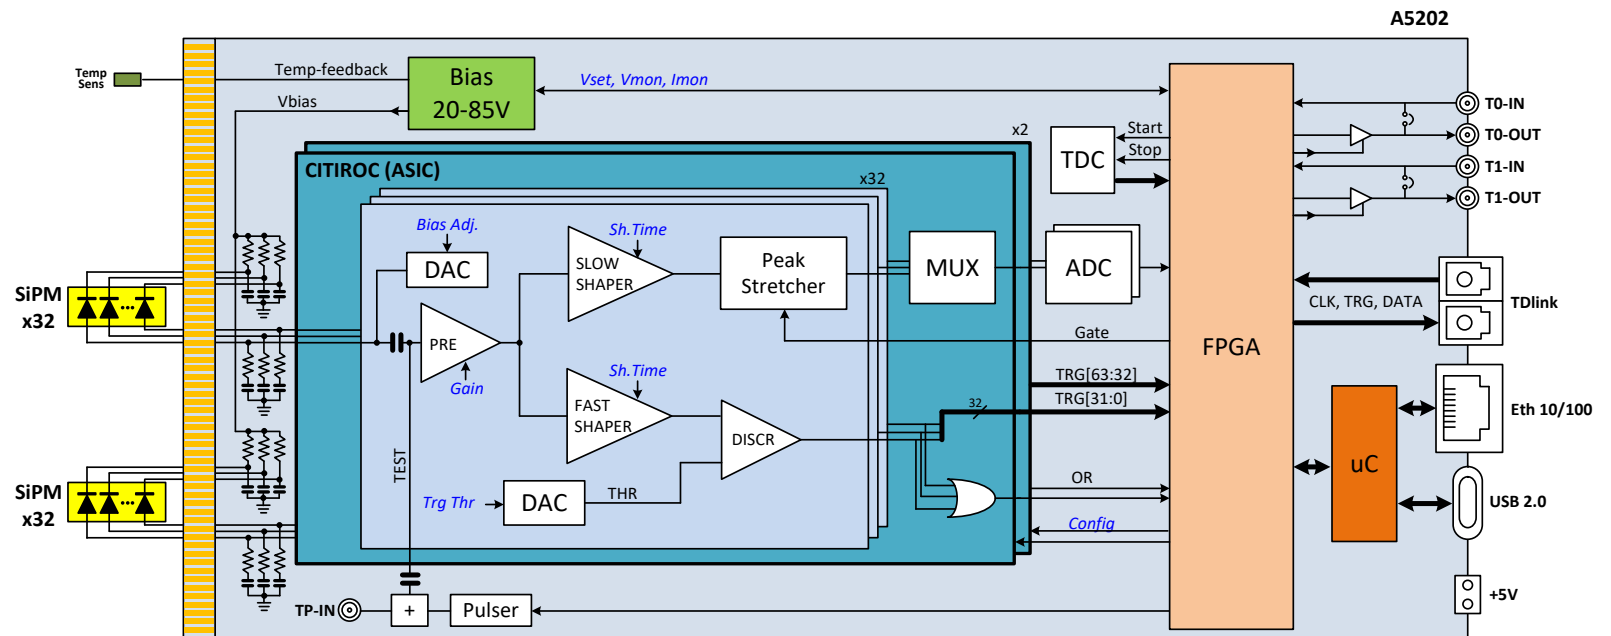 A5202
Temp
Sens
Temp-feedback
Vbias
Bias
20-85V
Vset, Vmon, Imon
T0-IN
T0-OUT
T1-IN
T1-OUT
x2
Start
Stop
TDC
CITIROC (ASIC)
x32
Bias Adj.
DAC
Sh.Time
SLOW
SHAPER
Peak
Stretcher
MUX
ADC
SiPM
x32
PRE
Gain
Gate
FPGA
CLK, TRG, DATA
TDlink
Sh.Time
FAST
SHAPER
DISCR
TRG[63:32]
32
TRG[31:0]
Eth 10/100
uC
TEST
SiPM
x32
Trg Thr
DAC
THR
OR
Config
USB 2.0
TP-IN
+
Pulser
+5V